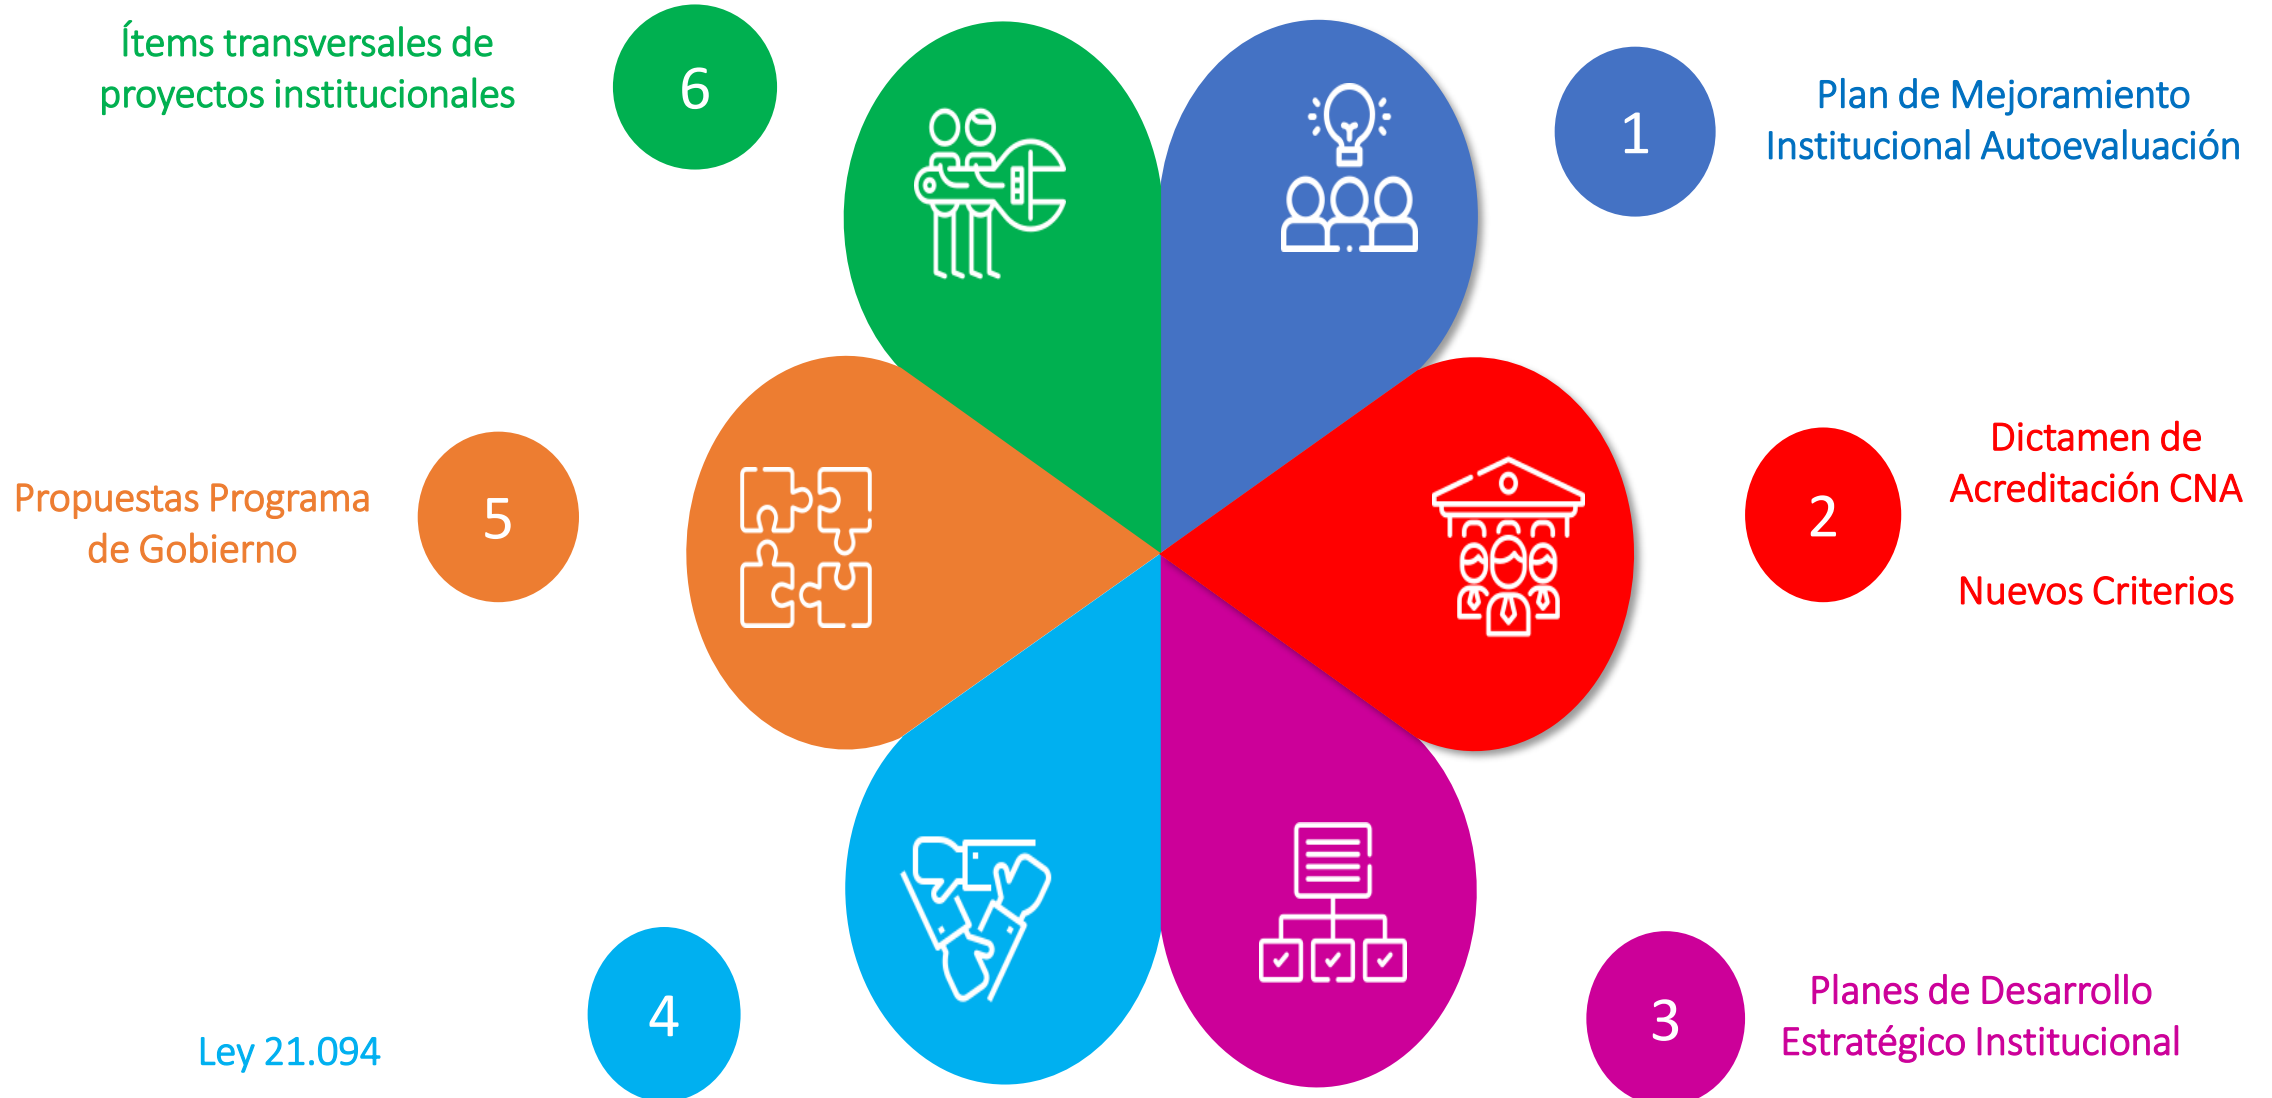 1
Plan de Mejoramiento
Institucional Autoevaluación
2
Dictamen de
Acreditación CNA
Nuevos Criterios
3
Planes de Desarrollo
Estratégico Institucional
4
Ley 21.094
5
Propuestas Programa
de Gobierno
6
Ítems transversales de
proyectos institucionales